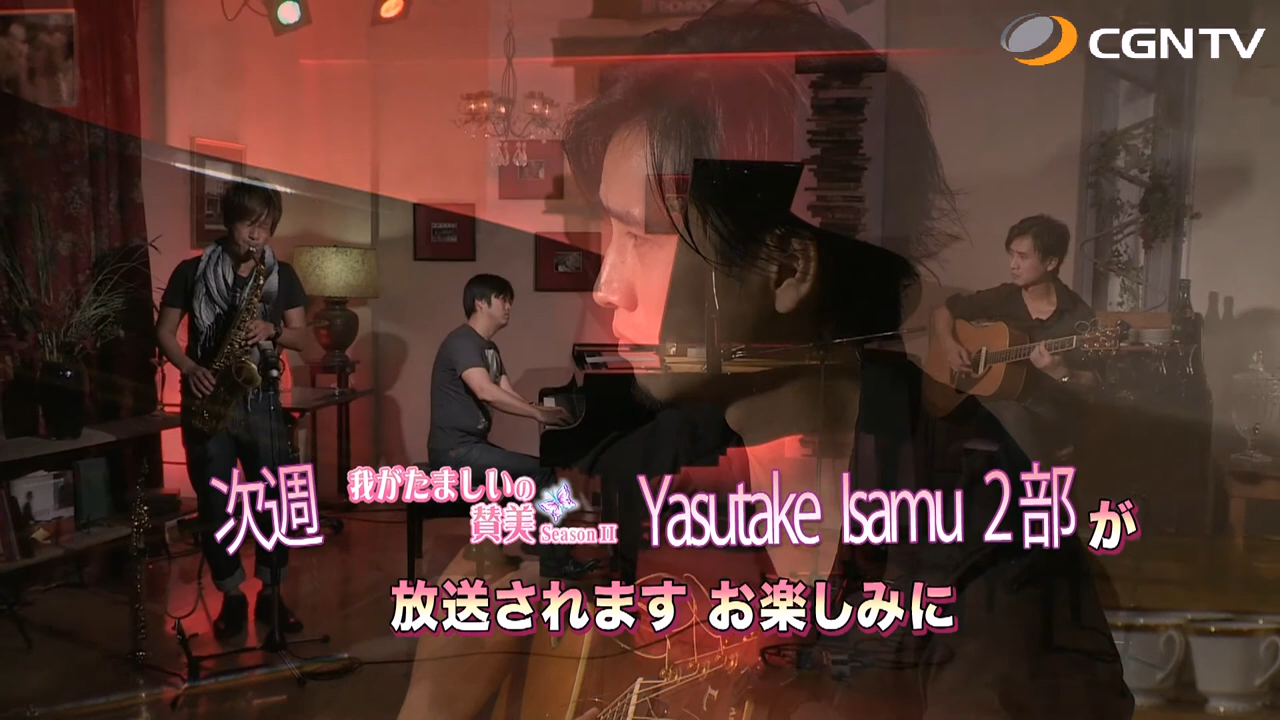 CGNTV
次週 我がたましいの 賛美 Season II Yasutake Isamu 2部が
放送されます お楽しみに